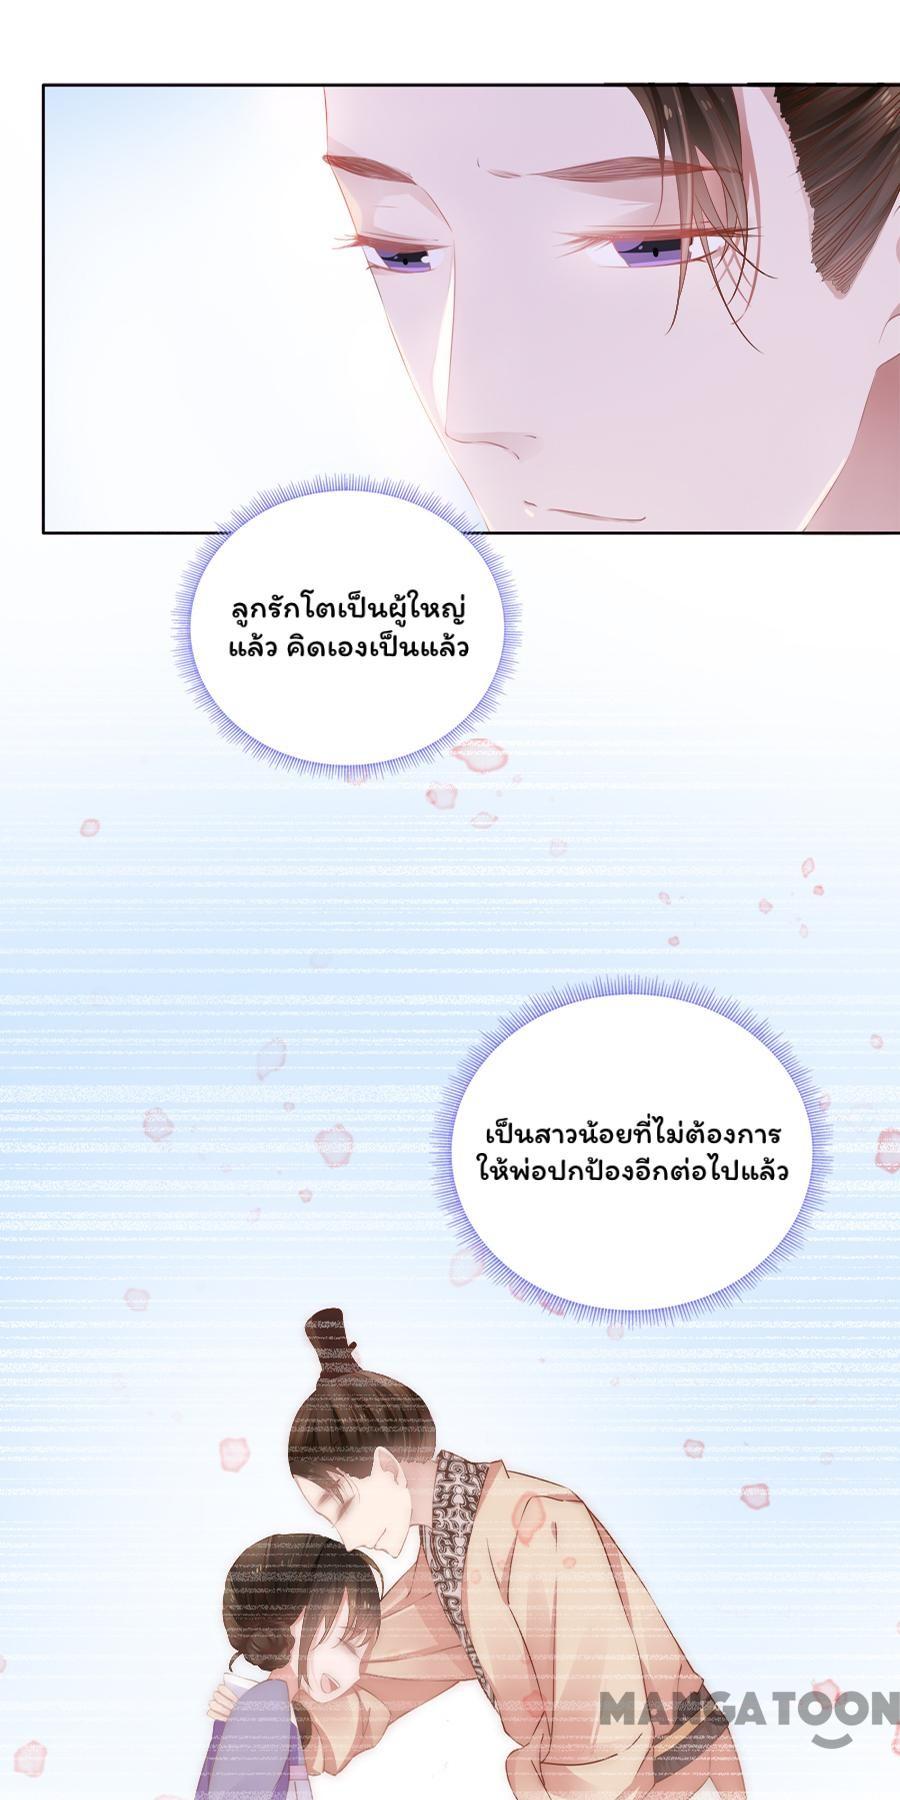 ลูกรักโตเป็นผู้ใหญ่
แล้ว คิดเองเป็นแล้ว
เป็นสาวน้อยที่ไม่ต้องการ
ให้พ่อปกป้องอีกต่อไปแล้ว
MANGATOON